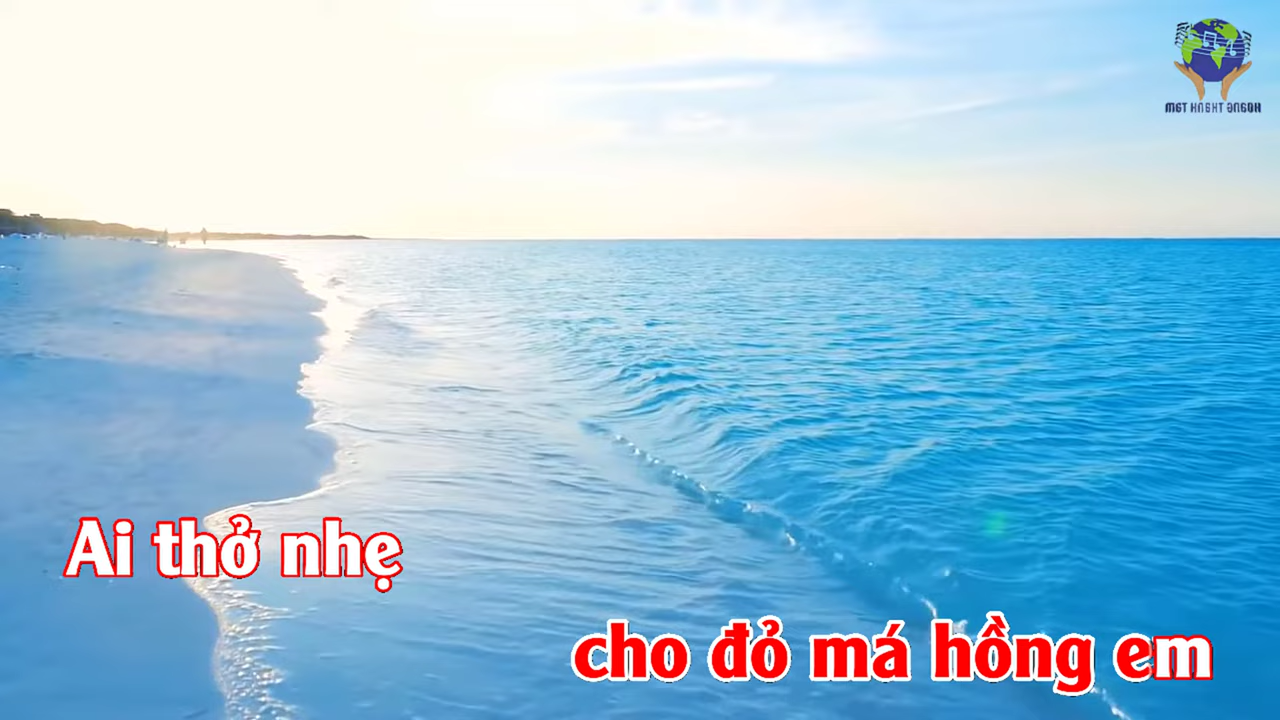 Ai thở nhẹ
cho đỏ má hồng em